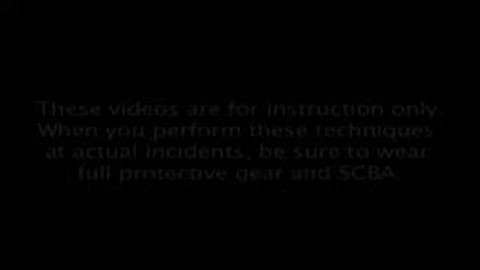 These videos are for instruction only.
When you perform these techniques
at actual incidents, be sure to wear
full protective gear and SCBA.